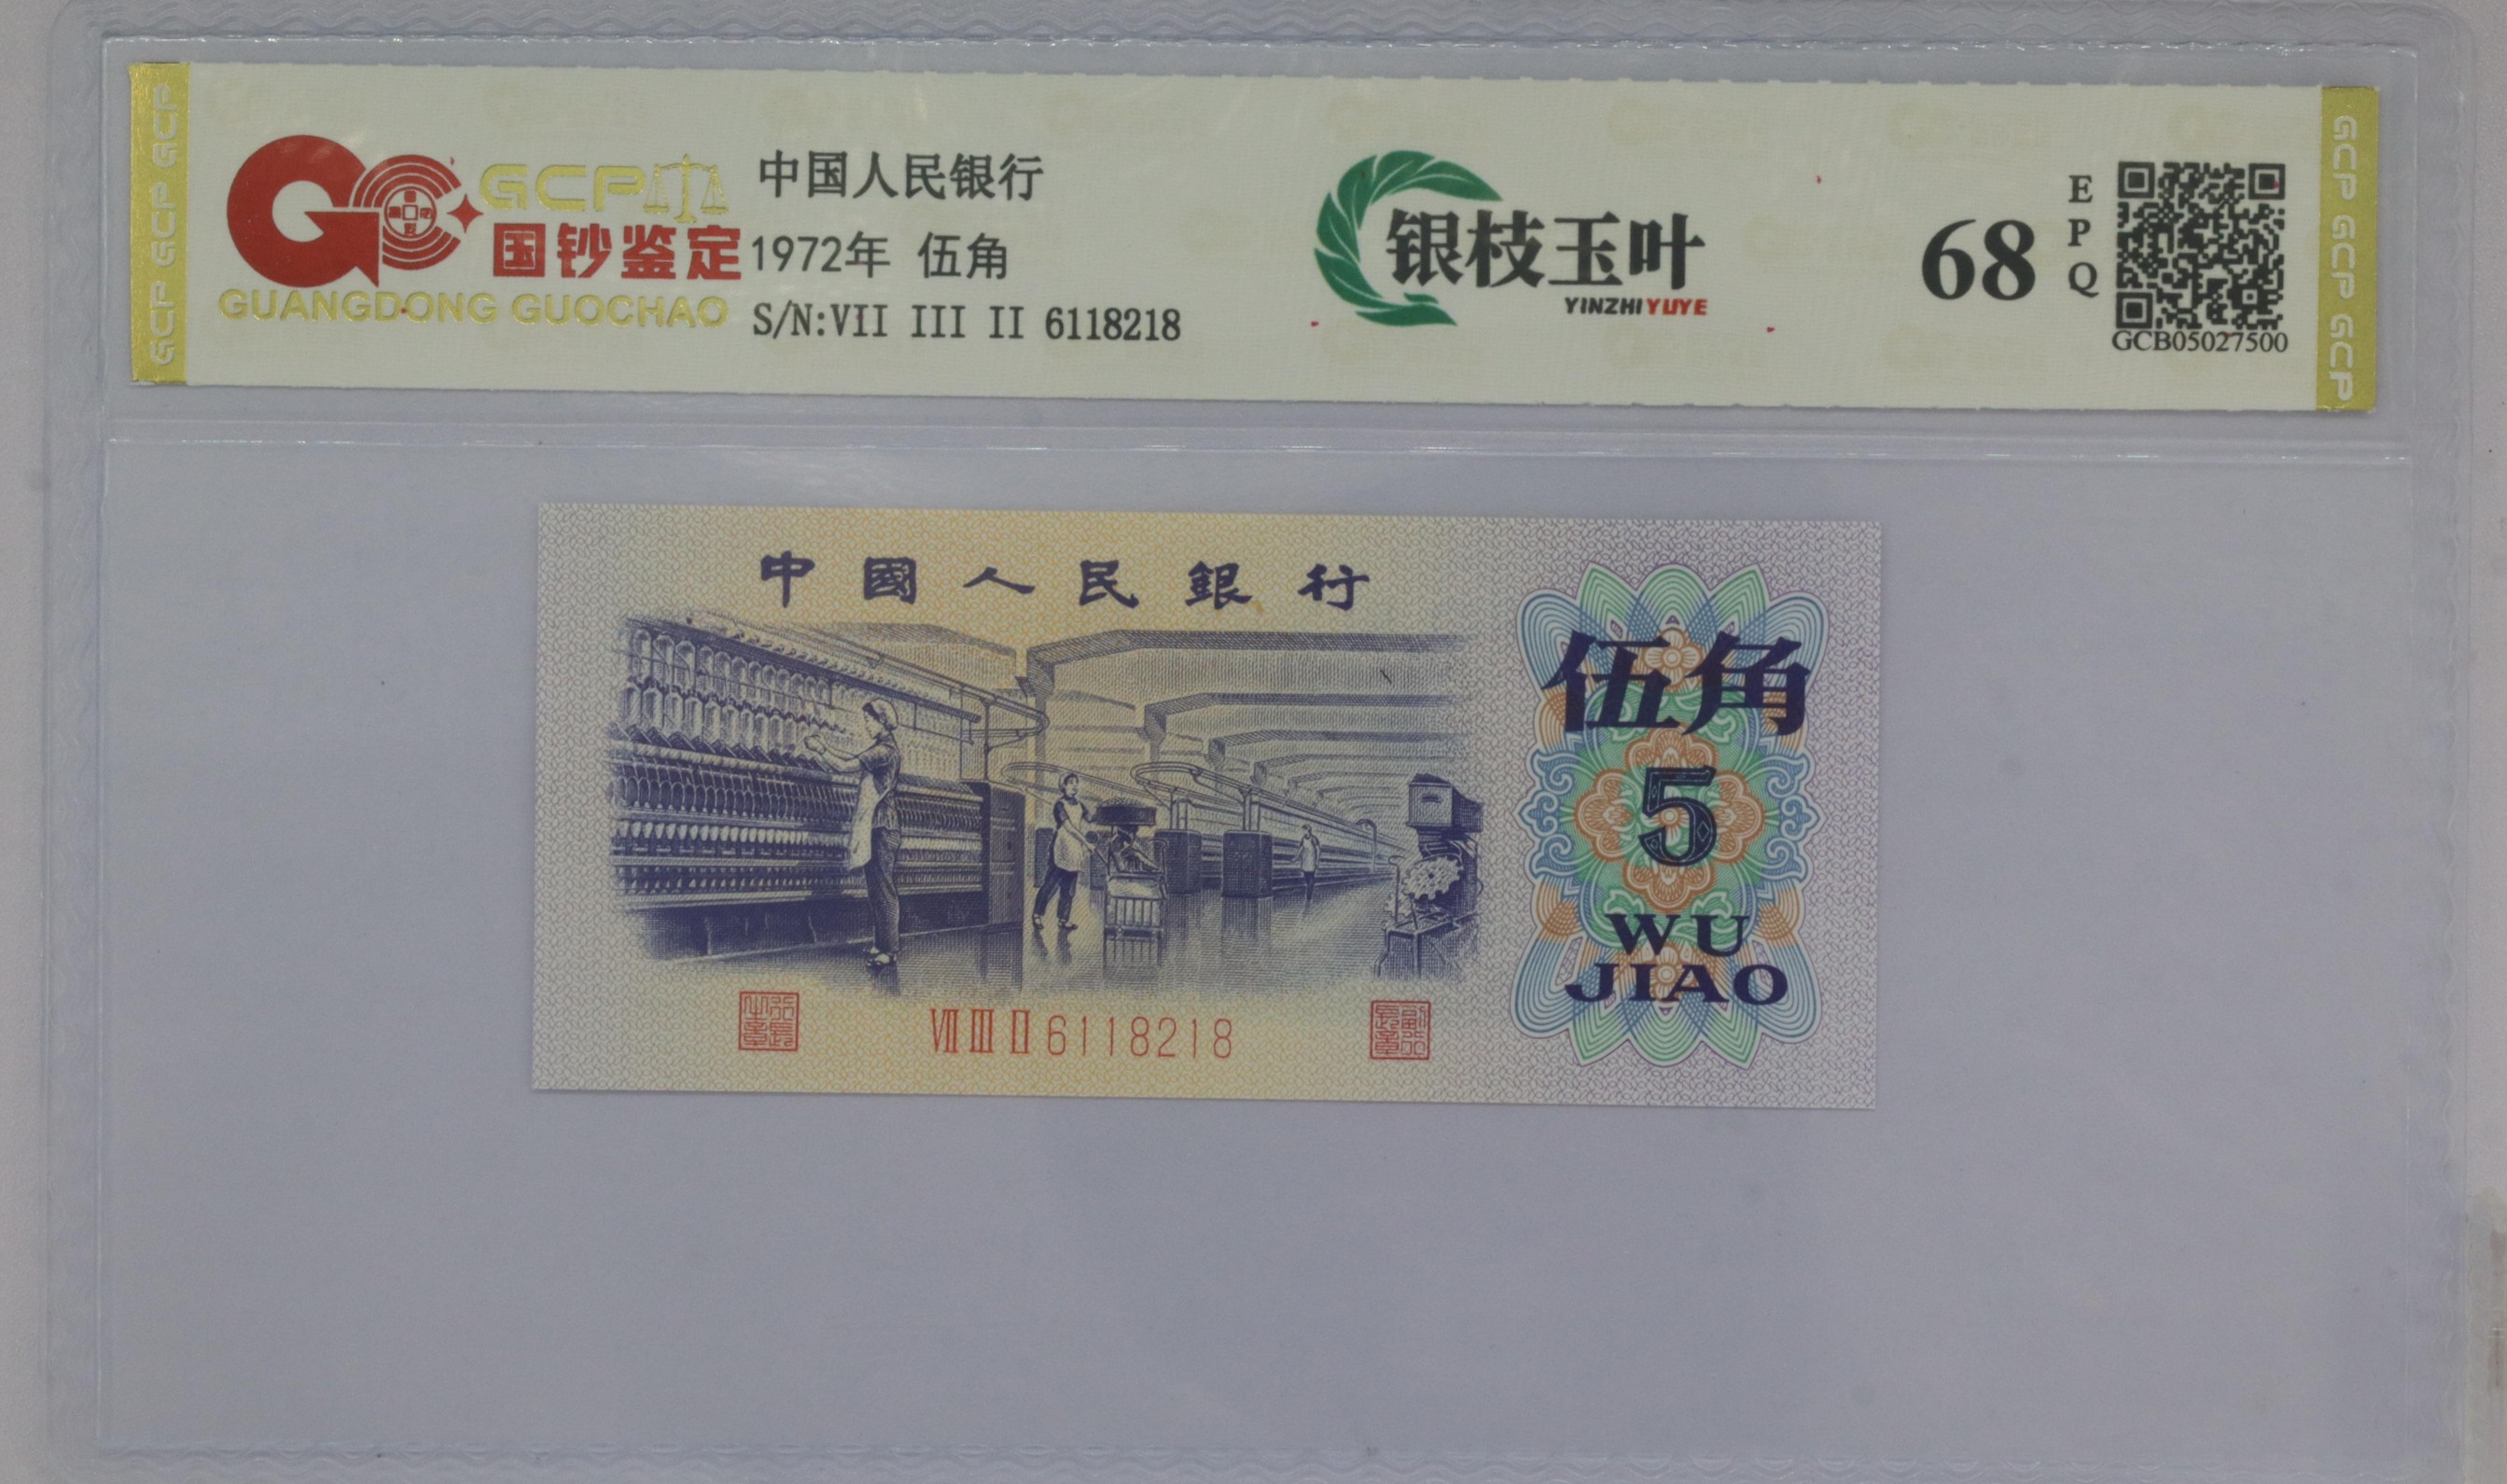 GCP GCP GCP
GCP
国钞鉴定
GUANGDONG GUOCHAO
中国人民银行
1972年 伍角
S/N:VII III II 6118218
银枝玉叶
YINZHIYUYE
68
EPQ
GCB05027500
GCP GCP GCP
中國人民銀行
伍角
5
WU
JIAO
VII III II 6118218